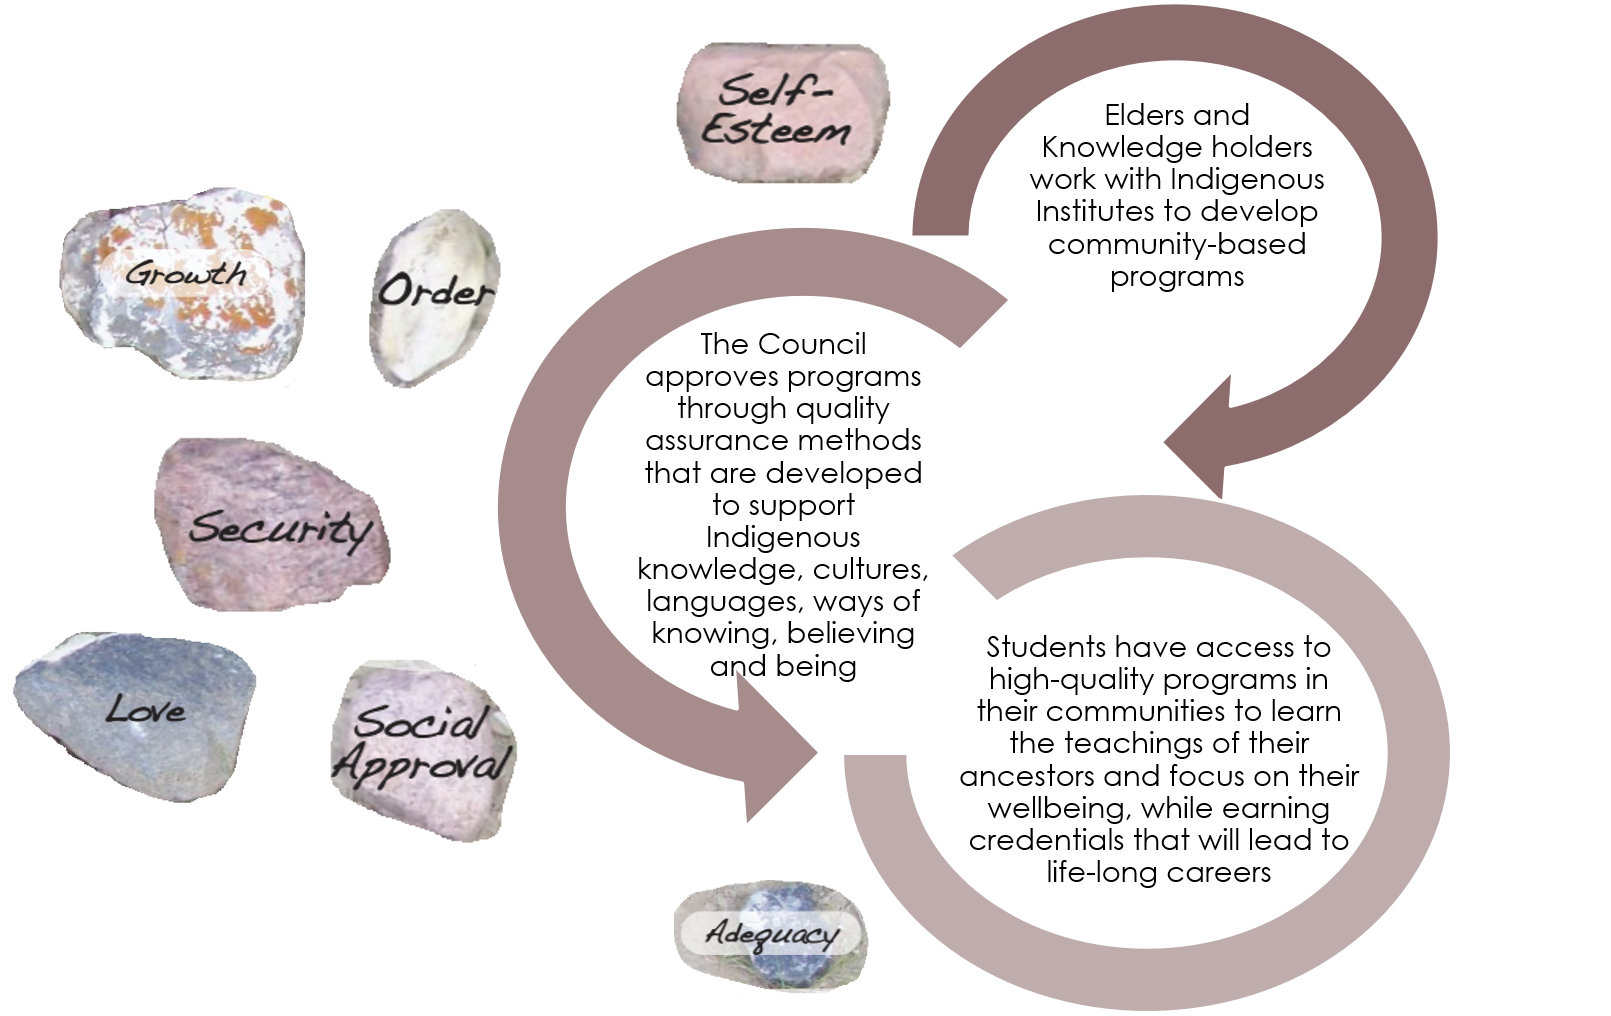 Self-
Esteem
Growth
Order
Security
Love
Social
Approval
Adequacy
Elders and
Knowledge holders
work with Indigenous
Institutes to develop
community-based
programs
The Council
approves programs
through quality
assurance methods
that are developed
to support
Indigenous
knowledge, cultures,
languages, ways of
knowing, believing
and being
Students have access to
high-quality programs in
their communities to learn
the teachings of their
ancestors and focus on their
wellbeing, while earning
credentials that will lead to
life-long careers